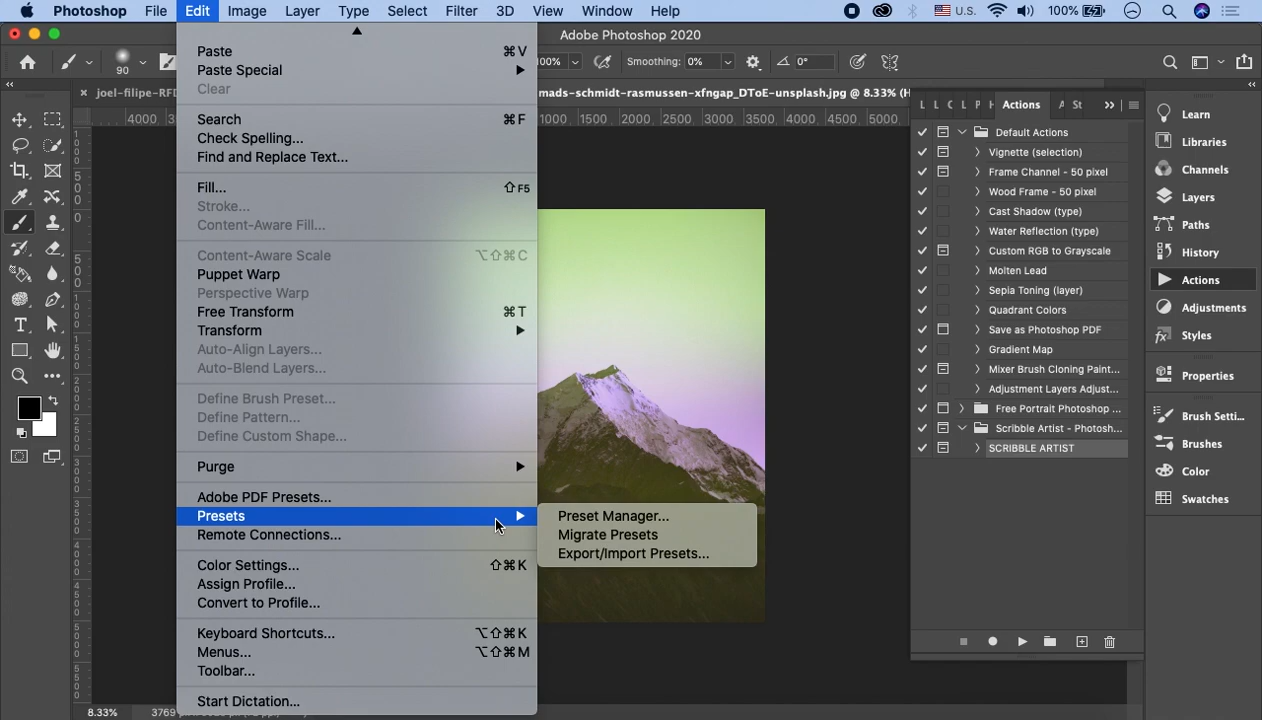 Photoshop File Edit Image Layer Type Select Filter 3D View Window Help U.S. 100%
Adobe Photoshop 2020
90 100% Smoothing: 0% 0°
× joel-filipe-RFD mads-schmidt-rasmussen-xfngap_DToE-unsplash.jpg @ 8.33%
4000 1000 1500 2000 2500 3000 3500 4000 4500 5000
Paste ⌘V
Paste Special
Clear
Search ⌘F
Check Spelling...
Find and Replace Text...
Fill... ⇧F5
Stroke...
Content-Aware Fill...
Content-Aware Scale ⌥⇧⌘C
Puppet Warp
Perspective Warp
Free Transform ⌘T
Transform
Auto-Align Layers...
Auto-Blend Layers...
Define Brush Preset...
Define Pattern...
Define Custom Shape...
Purge
Adobe PDF Presets...
Presets
Remote Connections...
Color Settings... ⇧⌘K
Assign Profile...
Convert to Profile...
Keyboard Shortcuts... ⌥⇧⌘K
Menus... ⌥⇧⌘M
Toolbar...
Start Dictation...
Preset Manager...
Migrate Presets
Export/Import Presets...
Actions St
Default Actions
Vignette (selection)
Frame Channel - 50 pixel
Wood Frame - 50 pixel
Cast Shadow (type)
Water Reflection (type)
Custom RGB to Grayscale
Molten Lead
Sepia Toning (layer)
Quadrant Colors
Save as Photoshop PDF
Gradient Map
Mixer Brush Cloning Paint...
Adjustment Layers Adjust...
Free Portrait Photoshop ...
Scribble Artist - Photosh...
SCRIBBLE ARTIST
Learn
Libraries
Channels
Layers
Paths
History
Actions
Adjustments
Styles
Properties
Brush Setti...
Brushes
Color
Swatches
8.33%